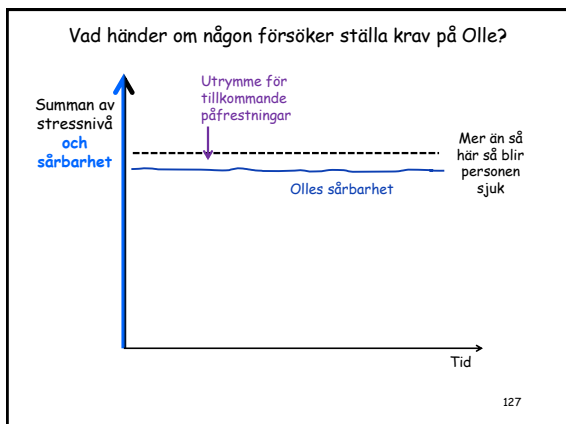 Vad händer om någon försöker ställa krav på Olle?
Utrymme för
tillkommande
påfrestningar
Summan av
stressnivå
och
sårbarhet
Mer än så
här så blir
personen
sjuk
Olles sårbarhet
Tid
127